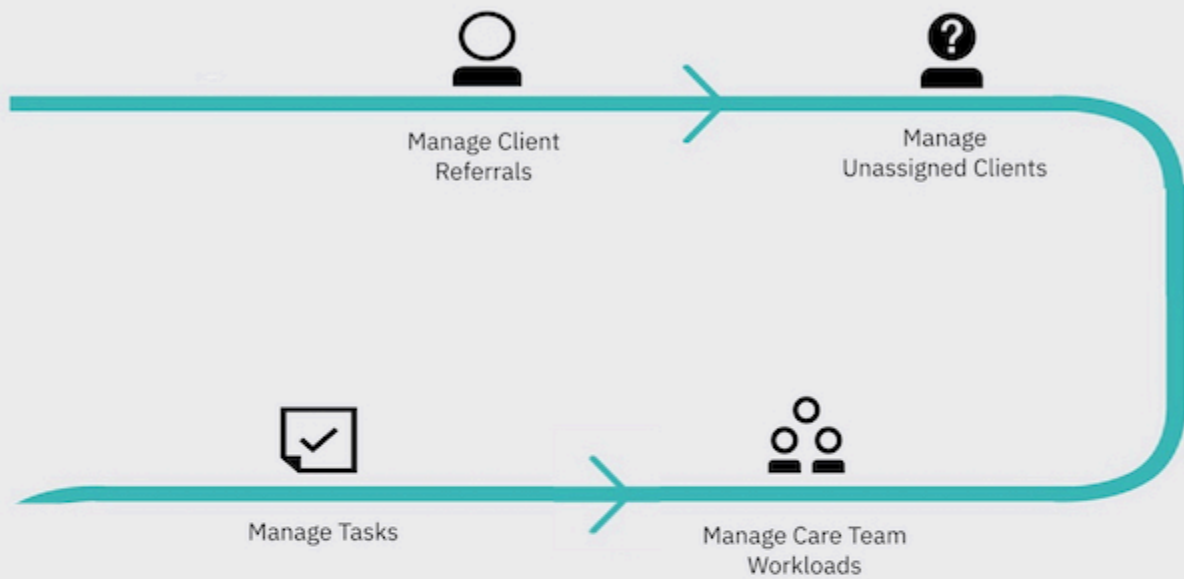 ?
Manage Client
Referrals
Manage
Unassigned Clients
Manage Tasks
Manage Care Team
Workloads